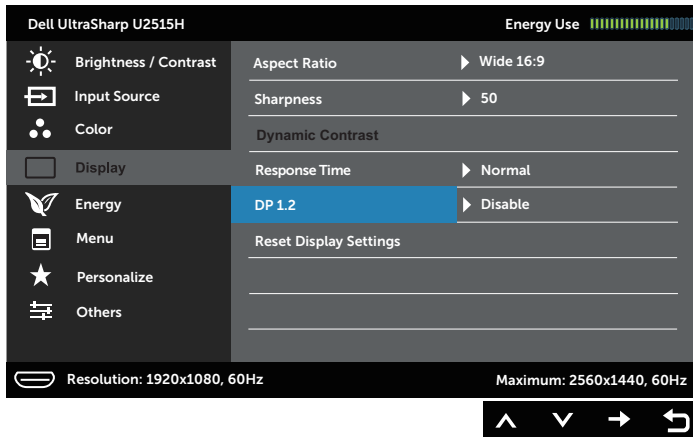 Dell UltraSharp U2515H Energy Use
Brightness / Contrast
Input Source
Color
Display
Energy
Menu
Personalize
Others
Aspect Ratio Wide 16:9
Sharpness 50
Dynamic Contrast
Response Time Normal
DP 1.2 Disable
Reset Display Settings
Resolution: 1920x1080, 60Hz Maximum: 2560x1440, 60Hz